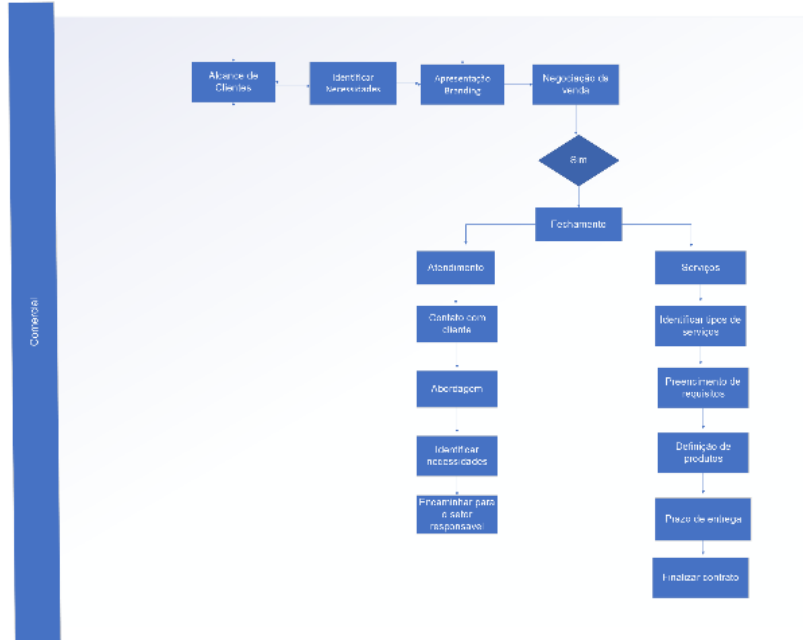 Comercial
Alcance de
Clientes
Identificar
Necessidades
Apresentação
Branding
Negociação de
venda
Sim
Fechamento
Atendimento
Contato com
cliente
Abordagem
Identificar
necessidades
Encaminhar para
o setor
responsável
Serviços
Identificar tipos de
serviços
Preencimento de
requisitos
Definição de
produtos
Prazo de entrega
Finalizar contrato